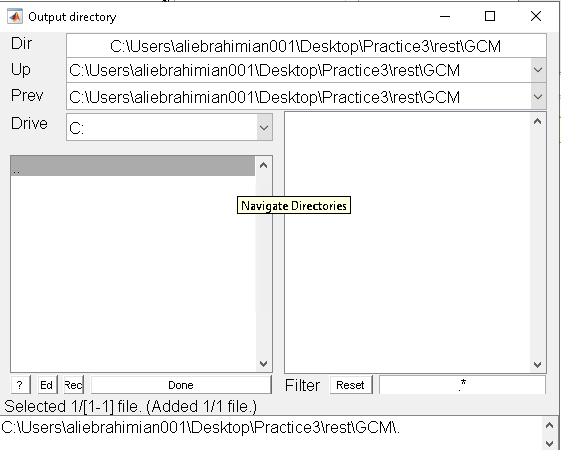 Output directory
Dir C:\Users\aliebrahimian001\Desktop\Practice3\rest\GCM
Up C:\Users\aliebrahimian001\Desktop\Practice3\rest\GCM
Prev C:\Users\aliebrahimian001\Desktop\Practice3\rest\GCM
Drive C:
..
Navigate Directories
? Ed Rec Done Filter Reset .*
Selected 1/[1-1] file. (Added 1/1 file.)
C:\Users\aliebrahimian001\Desktop\Practice3\rest\GCM\.